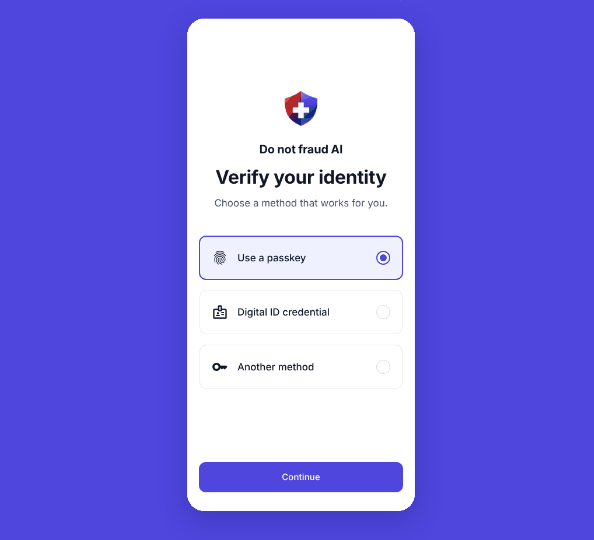 Do not fraud AI
Verify your identity
Choose a method that works for you.
Use a passkey
Digital ID credential
Another method
Continue